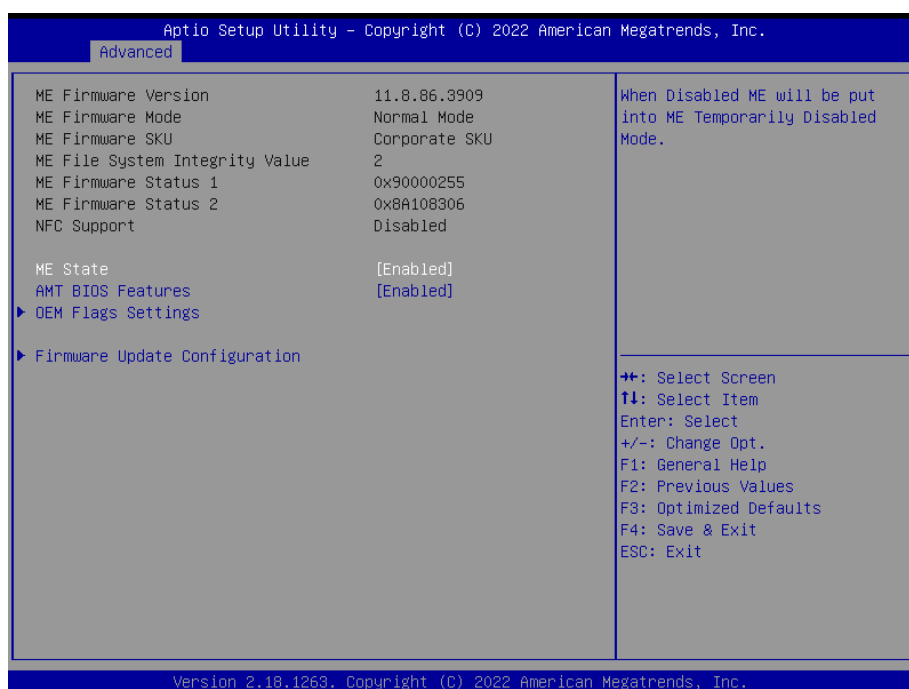 Aptio Setup Utility – Copyright (C) 2022 American Megatrends, Inc.
Advanced
ME Firmware Version 11.8.86.3909
ME Firmware Mode Normal Mode
ME Firmware SKU Corporate SKU
ME File System Integrity Value 2
ME Firmware Status 1 0x90000255
ME Firmware Status 2 0x8A108306
NFC Support Disabled
ME State [Enabled]
AMT BIOS Features [Enabled]
OEM Flags Settings
Firmware Update Configuration
When Disabled ME will be put
into ME Temporarily Disabled
Mode.
→←: Select Screen
↑↓: Select Item
Enter: Select
+/-: Change Opt.
F1: General Help
F2: Previous Values
F3: Optimized Defaults
F4: Save & Exit
ESC: Exit
Version 2.18.1263. Copyright (C) 2022 American Megatrends, Inc.